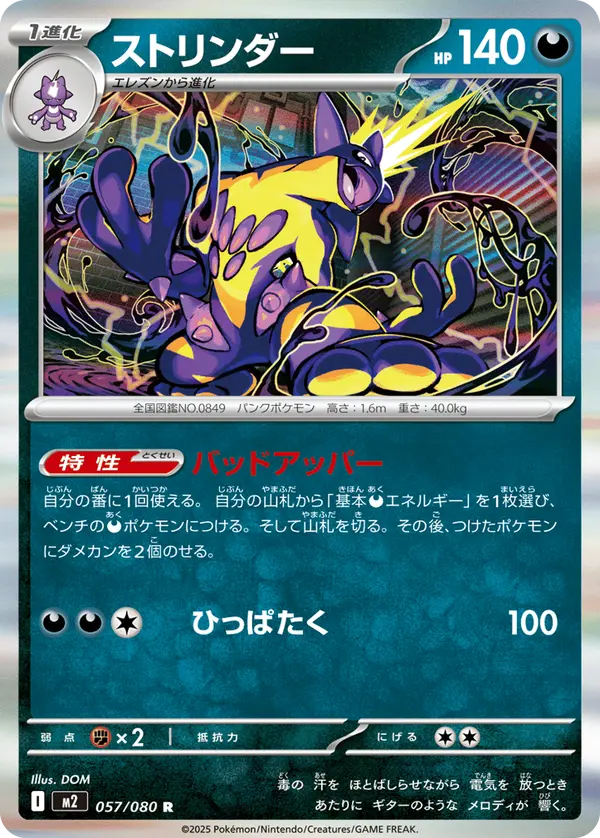 1進化 ストリンダー HP 140
エレズンから進化
全国図鑑NO.0849 パンクポケモン 高さ：1.6m 重さ：40.0kg
特性 とくせい バッドアッパー
自分の番に1回使える。自分の山札から「基本エネルギー」を1枚選び、
ベンチのポケモンにつける。そして山札を切る。その後、つけたポケモン
にダメカンを2個のせる。
ひっぱたく 100
弱点 ×2 抵抗力 にげる
Illus. DOM
I m2 057/080 R
毒の 汗を ほとばしらせながら 電気を 放つとき
あたりに ギターのような メロディが 響く。
©2025 Pokémon/Nintendo/Creatures/GAME FREAK.